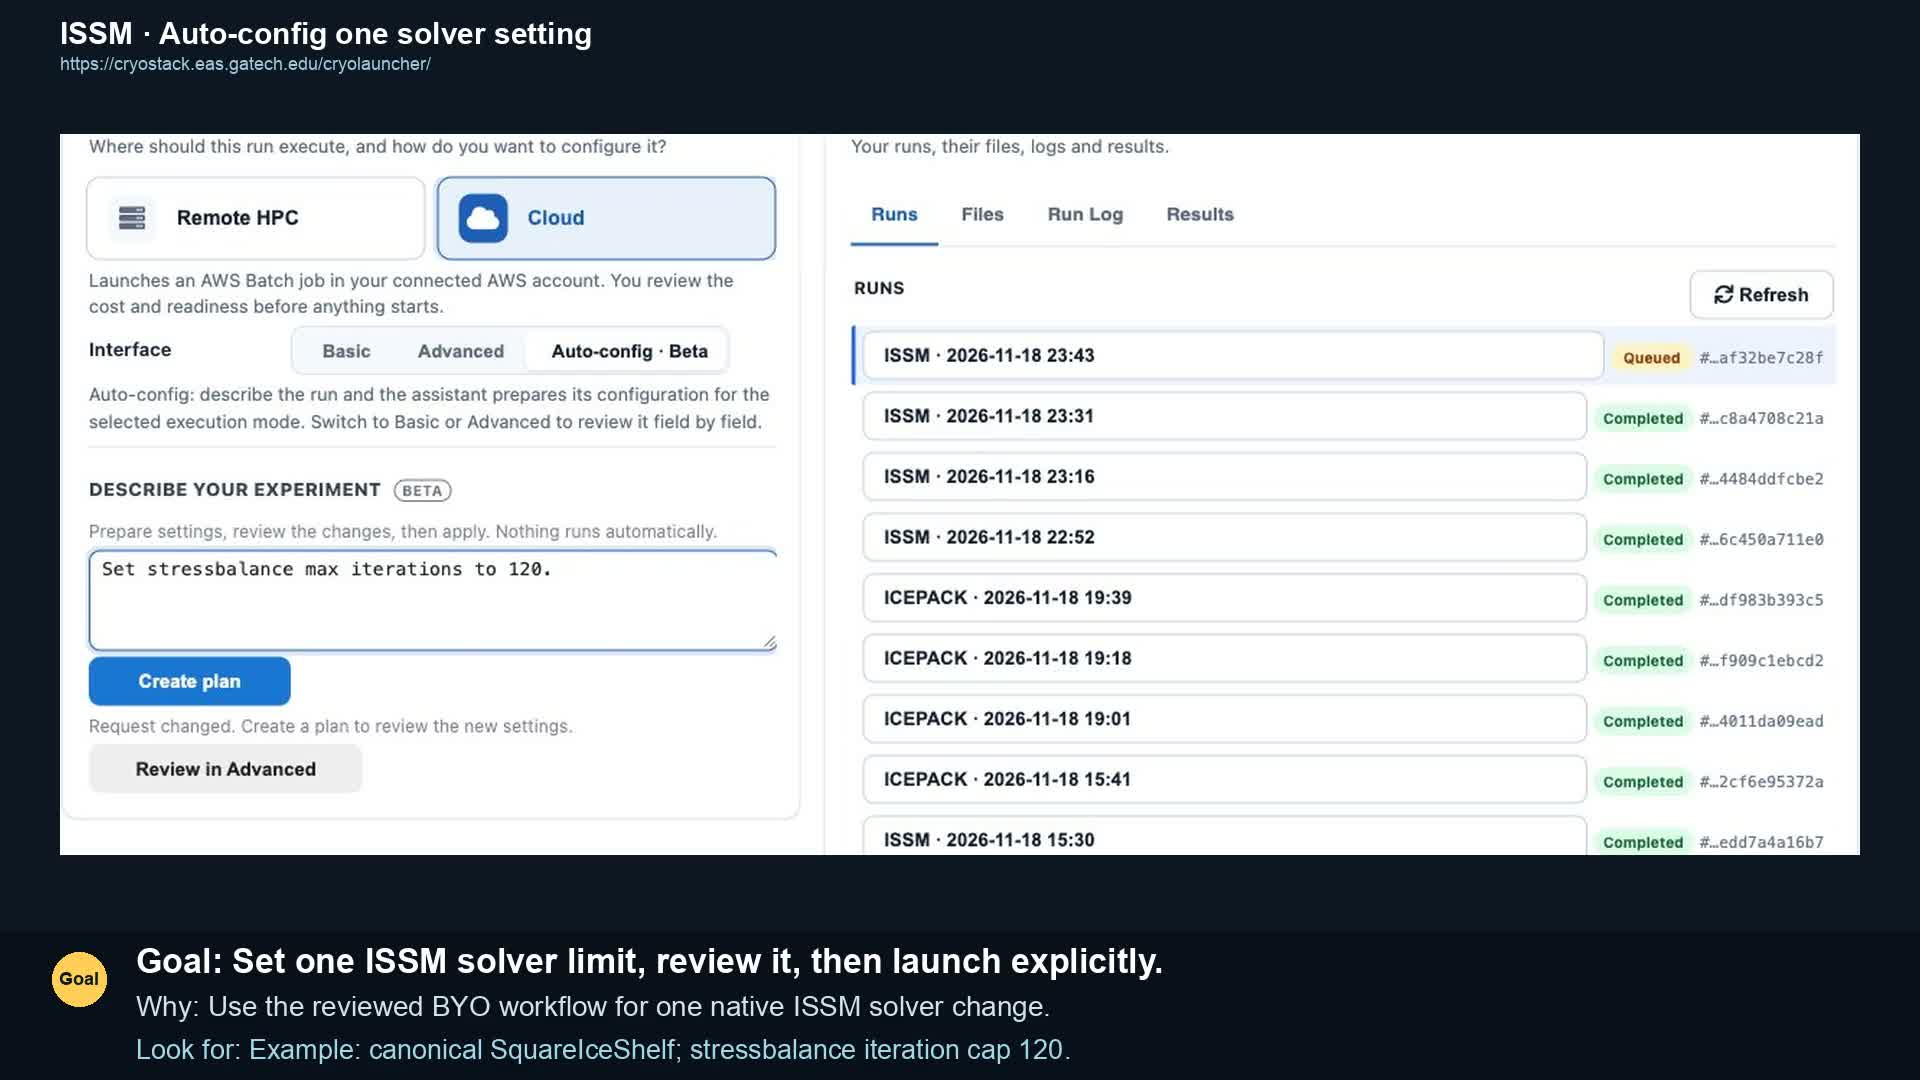 ISSM · Auto-config one solver setting
https://cryostack.eas.gatech.edu/cryolauncher/
Where should this run execute, and how do you want to configure it?
Remote HPC
Cloud
Launches an AWS Batch job in your connected AWS account. You review the
cost and readiness before anything starts.
Interface
Basic
Advanced
Auto-config · Beta
Auto-config: describe the run and the assistant prepares its configuration for the
selected execution mode. Switch to Basic or Advanced to review it field by field.
DESCRIBE YOUR EXPERIMENT BETA
Prepare settings, review the changes, then apply. Nothing runs automatically.
Set stressbalance max iterations to 120.
Create plan
Request changed. Create a plan to review the new settings.
Review in Advanced
Your runs, their files, logs and results.
Runs Files Run Log Results
RUNS
Refresh
ISSM · 2026-11-18 23:43 Queued #…af32be7c28f
ISSM · 2026-11-18 23:31 Completed #…c8a4708c21a
ISSM · 2026-11-18 23:16 Completed #…4484ddfcbe2
ISSM · 2026-11-18 22:52 Completed #…6c450a711e0
ICEPACK · 2026-11-18 19:39 Completed #…df983b393c5
ICEPACK · 2026-11-18 19:18 Completed #…f909c1ebcd2
ICEPACK · 2026-11-18 19:01 Completed #…4011da09ead
ICEPACK · 2026-11-18 15:41 Completed #…2cf6e95372a
ISSM · 2026-11-18 15:30 Completed #…edd7a4a16b7
Goal
Goal: Set one ISSM solver limit, review it, then launch explicitly.
Why: Use the reviewed BYO workflow for one native ISSM solver change.
Look for: Example: canonical SquareIceShelf; stressbalance iteration cap 120.